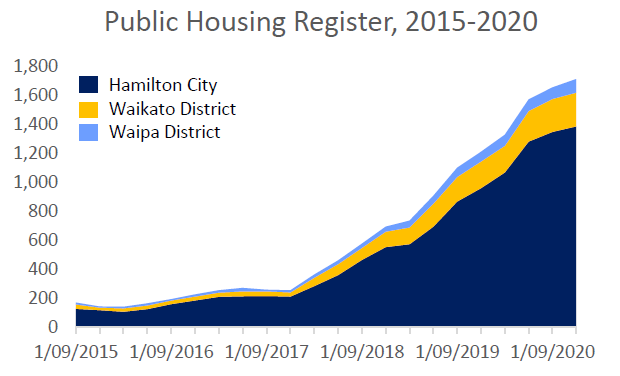 Public Housing Register, 2015-2020
1,800
1,600
1,400
1,200
1,000
800
600
400
200
0
Hamilton City
Waikato District
Waipa District
1/09/2015 1/09/2016 1/09/2017 1/09/2018 1/09/2019 1/09/2020